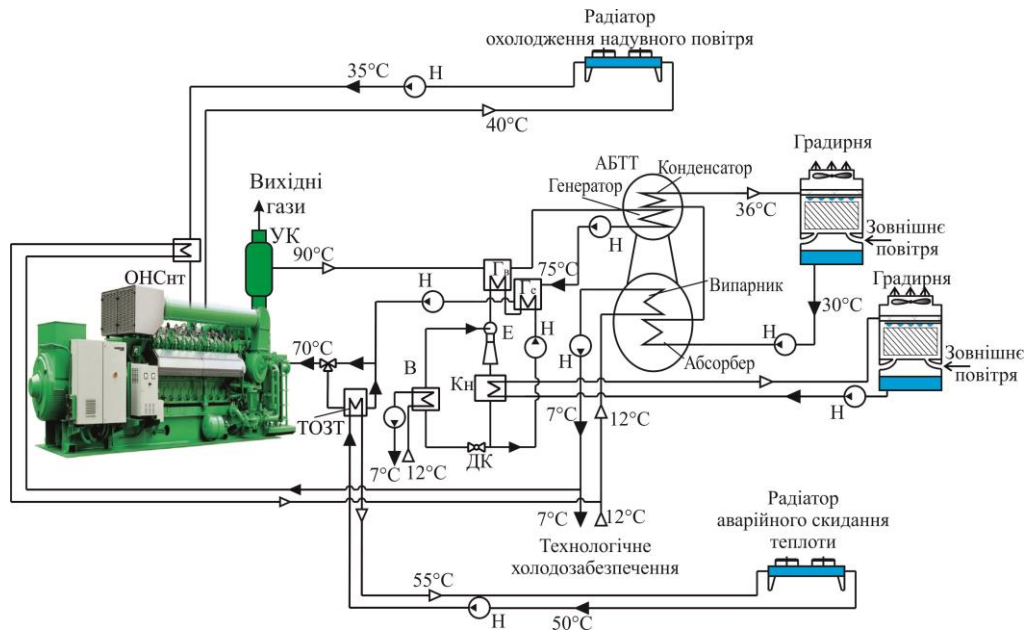 Радіатор
охолодження надувного повітря
35°C
Н
40°C
Градирня
АБТТ
Конденсатор
Генератор
Вихідні
гази
УК
36°C
Зовнішнє
повітря
90°C
Н
ОНСнт
Гв
75°C
Гс
Градирня
Випарник
Н
30°C
Е
Н
Н
Н
70°C
В
Абсорбер
Зовнішнє
повітря
Кн
Н
ТОЗТ
7°C
12°C
ДК
7°C
12°C
7°C
12°C
Технологічне
холодозабезпечення
Радіатор
аварійного скидання
теплоти
55°C
Н
50°C